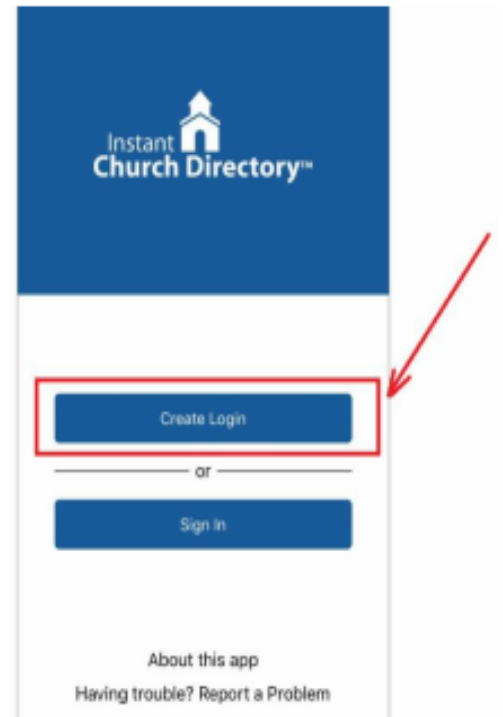 Instant
Church Directory™
Create Login
or
Sign In
About this app
Having trouble? Report a Problem